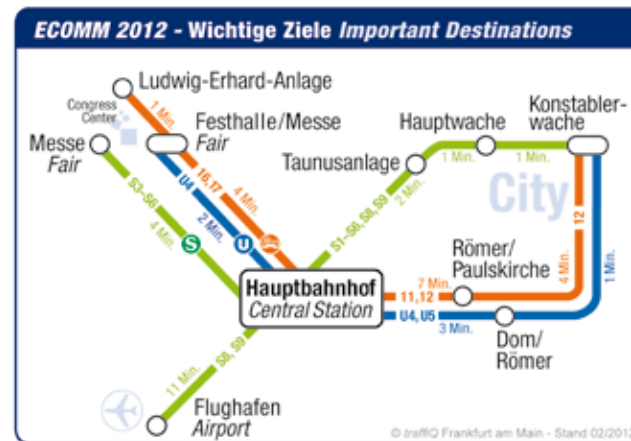 ECOMM 2012 - Wichtige Ziele Important Destinations
Ludwig-Erhard-Anlage
Congress
Center
1 Min.
Festhalle/Messe
Fair
Messe
Fair
Konstabler-
wache
Hauptwache
Taunusanlage
1 Min.
1 Min.
2 Min.
S1-S6, S8, S9
City
S3-S6
4 Min.
S
U4
2 Min.
U
16, 17
4 Min.
Hauptbahnhof
Central Station
Römer/
Paulskirche
7 Min.
11, 12
12
4 Min.
1 Min.
U4, U5
3 Min.
Dom/
Römer
S8, S9
11 Min.
Flughafen
Airport
© traffiQ Frankfurt am Main - Stand 02/2012